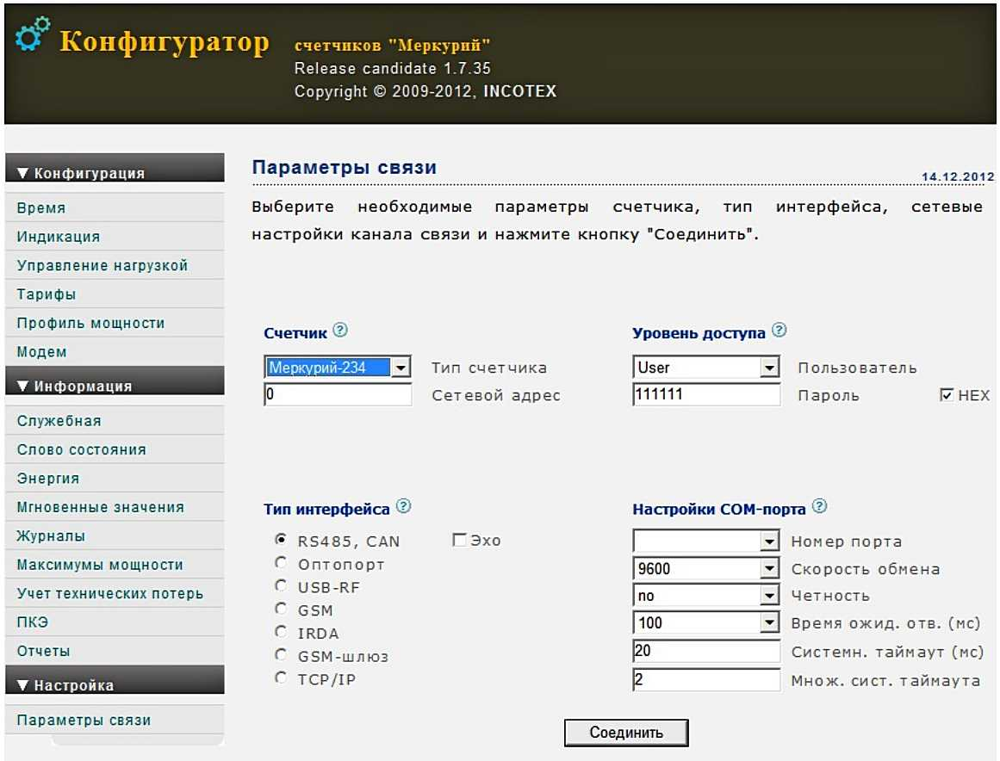 Конфигуратор счетчиков "Меркурий"
Release candidate 1.7.35
Copyright © 2009-2012, INCOTEX
▼ Конфигурация
Время
Индикация
Управление нагрузкой
Тарифы
Профиль мощности
Модем
▼ Информация
Служебная
Слово состояния
Энергия
Мгновенные значения
Журналы
Максимумы мощности
Учет технических потерь
ПКЭ
Отчеты
▼ Настройка
Параметры связи
Параметры связи
14.12.2012
Выберите необходимые параметры счетчика, тип интерфейса, сетевые
настройки канала связи и нажмите кнопку "Соединить".
Счетчик ?
Меркурий-234 Тип счетчика
0 Сетевой адрес
Уровень доступа ?
User Пользователь
111111 Пароль HEX
Тип интерфейса ?
RS485, CAN Эхо
Оптопорт
USB-RF
GSM
IRDA
GSM-шлюз
TCP/IP
Настройки COM-порта ?
Номер порта
9600 Скорость обмена
no Четность
100 Время ожид. отв. (мс)
20 Системн. таймаут (мс)
2 Множ. сист. таймаута
Соединить